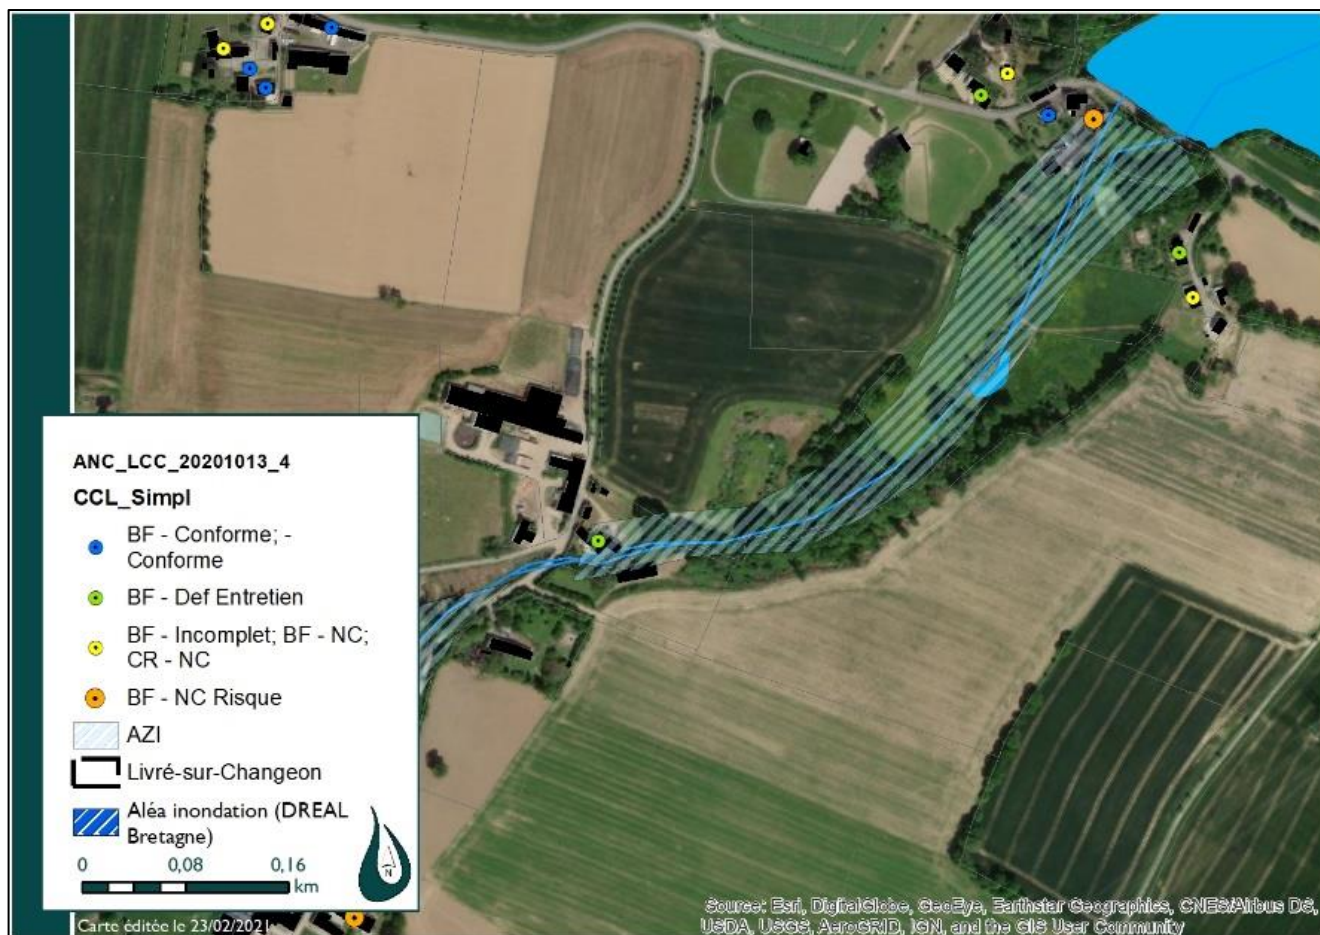 ANC_LCC_20201013_4
CCL_Simpl
BF - Conforme; -
Conforme
BF - Def Entretien
BF - Incomplet; BF - NC;
CR - NC
BF - NC Risque
AZI
Livré-sur-Changeon
Aléa inondation (DREAL
Bretagne)
0 0,08 0,16
km
N
Carte éditée le 23/02/2021
Source: Esri, DigitalGlobe, GeoEye, Earthstar Geographics, CNES/Airbus DS,
USDA, USGS, AeroGRID, IGN, and the GIS User Community